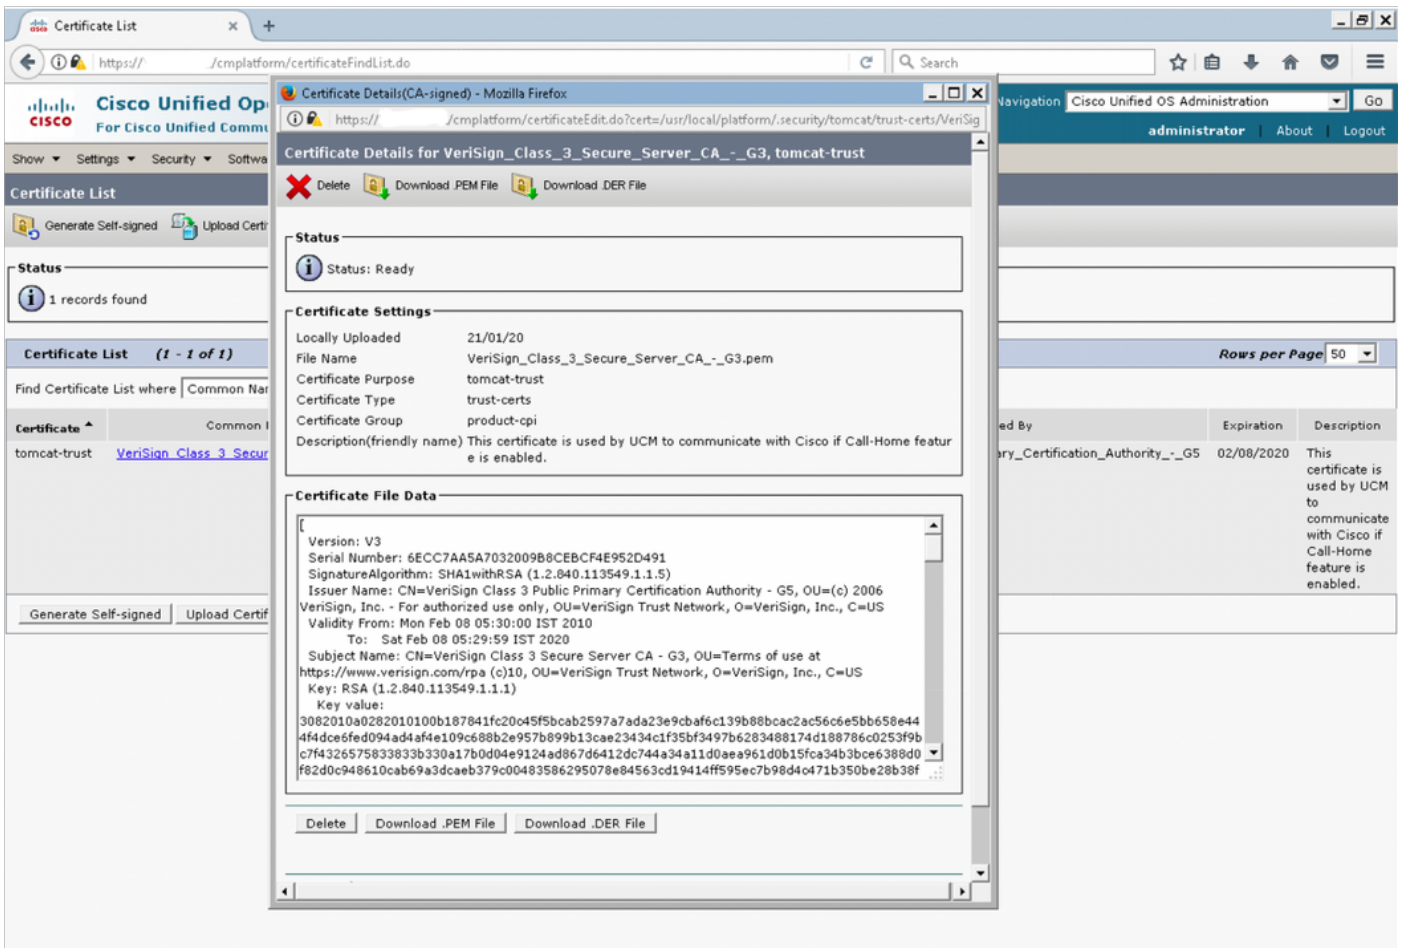 Certificate List
https://
./cmplatform/certificateFindList.do
Search
cisco
Cisco Unified Op
For Cisco Unified Commu
Navigation Cisco Unified OS Administration Go
administrator | About | Logout
Show Settings Security Softwa
Certificate List
Generate Self-signed Upload Certi
Status
1 records found
Certificate List (1 - 1 of 1)
Rows per Page 50
Find Certificate List where Common Nar
Certificate
Common
ed By
Expiration
Description
tomcat-trust
VeriSign_Class_3_Secur
ary_Certification_Authority_-_G5
02/08/2020
This
certificate is
used by UCM
to
communicate
with Cisco if
Call-Home
feature is
enabled.
Generate Self-signed Upload Certif
Certificate Details(CA-signed) - Mozilla Firefox
https://
/cmplatform/certificateEdit.do?cert=/usr/local/platform/.security/tomcat/trust-certs/VeriSig
Certificate Details for VeriSign_Class_3_Secure_Server_CA_-_G3, tomcat-trust
Delete Download .PEM File Download .DER File
Status
Status: Ready
Certificate Settings
Locally Uploaded 21/01/20
File Name VeriSign_Class_3_Secure_Server_CA_-_G3.pem
Certificate Purpose tomcat-trust
Certificate Type trust-certs
Certificate Group product-cpi
Description(friendly name) This certificate is used by UCM to communicate with Cisco if Call-Home featur
e is enabled.
Certificate File Data
[
Version: V3
Serial Number: 6ECC7AA5A7032009B8CEBCF4E952D491
SignatureAlgorithm: SHA1withRSA (1.2.840.113549.1.1.5)
Issuer Name: CN=VeriSign Class 3 Public Primary Certification Authority - G5, OU=(c) 2006
VeriSign, Inc. - For authorized use only, OU=VeriSign Trust Network, O=VeriSign, Inc., C=US
Validity From: Mon Feb 08 05:30:00 IST 2010
To: Sat Feb 08 05:29:59 IST 2020
Subject Name: CN=VeriSign Class 3 Secure Server CA - G3, OU=Terms of use at
https://www.verisign.com/rpa (c)10, OU=VeriSign Trust Network, O=VeriSign, Inc., C=US
Key: RSA (1.2.840.113549.1.1.1)
Key value:
3082010a0282010100b187841fc20c45f5bcab2597a7ada23e9cbaf6c139b88bcac2ac56c6e5bb658e44
4f4dce6fed094ad4af4e109c688b2e957b899b13cae23434c1f35bf3497b6283488174d188786c0253f9b
c7f4326575833833b330a17b0d04e9124ad867d6412dc744a34a11d0aea961d0b15fca34b3bce6388d0
f82d0c948610cab69a3dcaeb379c00483586295078e84563cd19414ff595ec7b98d4c471b350be28b38f
Delete Download .PEM File Download .DER File